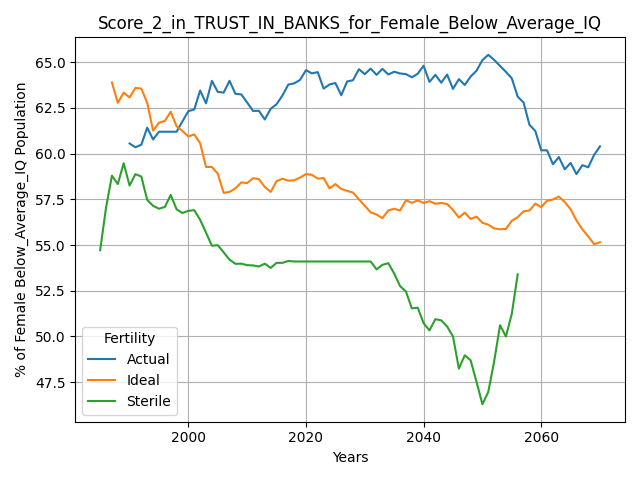 Score_2_in_TRUST_IN_BANKS_for_Female_Below_Average_IQ
% of Female Below_Average_IQ Population
65.0
62.5
60.0
57.5
55.0
52.5
50.0
47.5
Fertility
Actual
Ideal
Sterile
2000 2020 2040 2060
Years